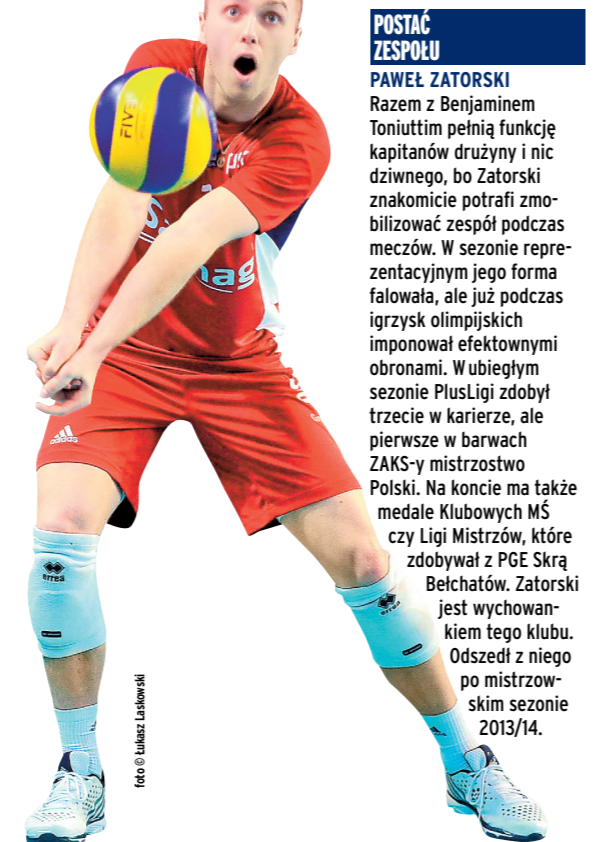 POSTAĆ
ZESPOŁU
PAWEŁ ZATORSKI
Razem z Benjaminem
Toniuttim pełnią funkcję
kapitanów drużyny i nic
dziwnego, bo Zatorski
znakomicie potrafi zmo-
bilizować zespół podczas
meczów. W sezonie repre-
zentacyjnym jego forma
falowała, ale już podczas
igrzysk olimpijskich
imponował efektownymi
obronami. W ubiegłym
sezonie PlusLigi zdobył
trzecie w karierze, ale
pierwsze w barwach
ZAKS-y mistrzostwo
Polski. Na koncie ma także
medale Klubowych MŚ
czy Ligi Mistrzów, które
zdobywał z PGE Skrą
Bełchatów. Zatorski
jest wychowan-
kiem tego klubu.
Odszedł z niego
po mistrzow-
skim sezonie
2013/14.
FIVB
adidas
errea
errea
foto © Łukasz Laskowski